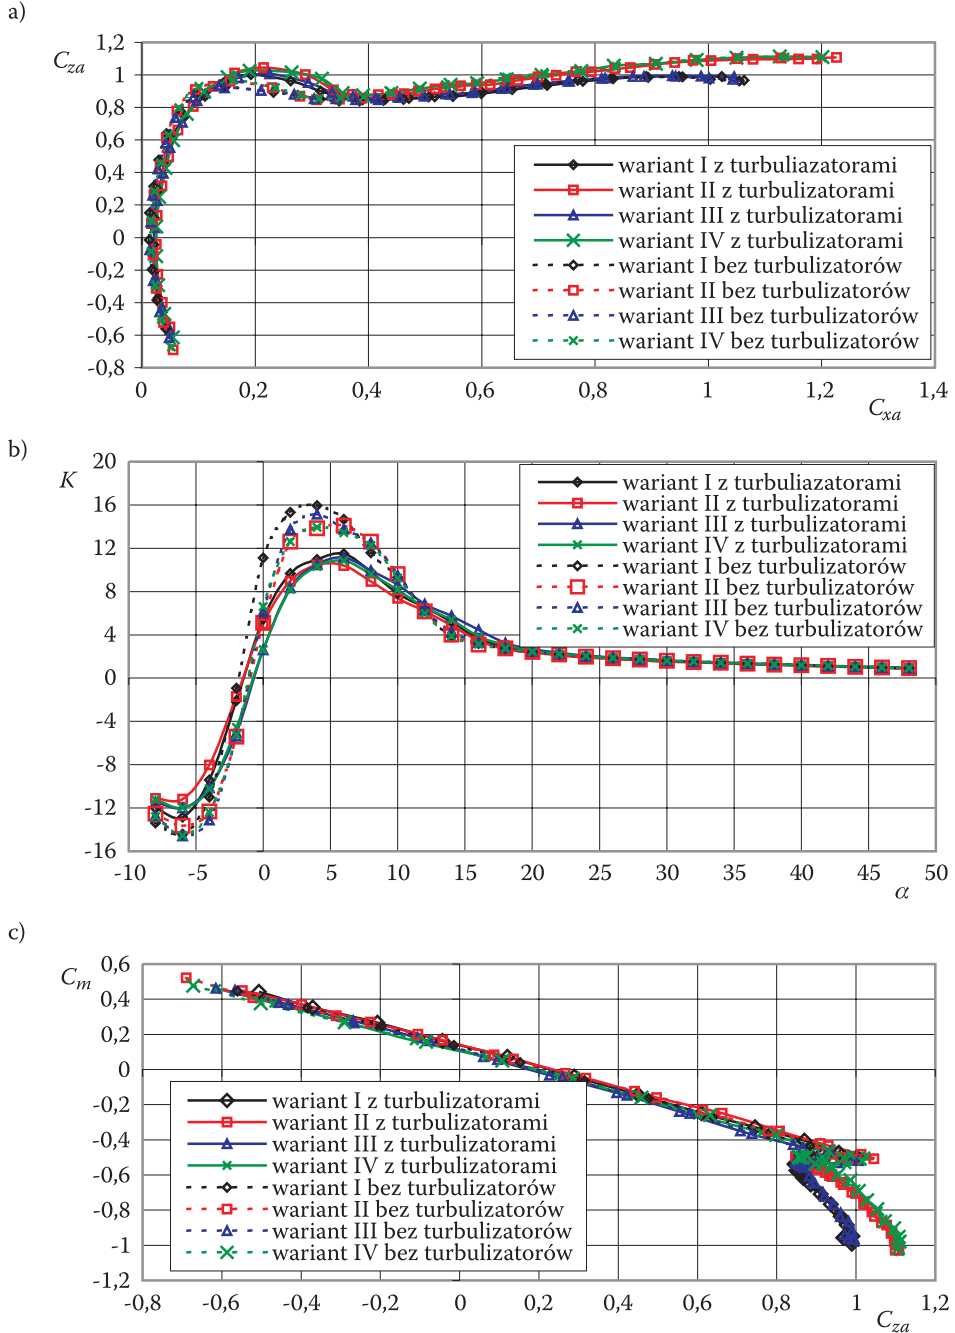 a)
1,2
C_za
1
0,8
0,6
0,4
0,2
0
-0,2
-0,4
-0,6
-0,8
wariant I z turbuliazatorami
wariant II z turbulizatorami
wariant III z turbulizatorami
wariant IV z turbulizatorami
wariant I bez turbulizatorów
wariant II bez turbulizatorów
wariant III bez turbulizatorów
wariant IV bez turbulizatorów
0 0,2 0,4 0,6 0,8 1 1,2 1,4
C_xa
b)
20
K
16
12
8
4
0
-4
-8
-12
-16
wariant I z turbuliazatorami
wariant II z turbulizatorami
wariant III z turbulizatorami
wariant IV z turbulizatorami
wariant I bez turbulizatorów
wariant II bez turbulizatorów
wariant III bez turbulizatorów
wariant IV bez turbulizatorów
-10 -5 0 5 10 15 20 25 30 35 40 45 50
α
c)
0,6
C_m
0,4
0,2
0
-0,2
-0,4
-0,6
-0,8
-1
-1,2
wariant I z turbulizatorami
wariant II z turbulizatorami
wariant III z turbulizatorami
wariant IV z turbulizatorami
wariant I bez turbulizatorów
wariant II bez turbulizatorów
wariant III bez turbulizatorów
wariant IV bez turbulizatorów
-0,8 -0,6 -0,4 -0,2 0 0,2 0,4 0,6 0,8 1 1,2
C_za